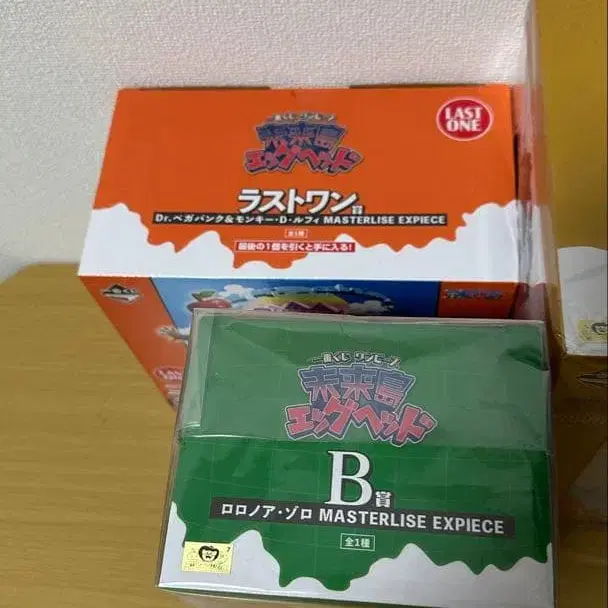 一番くじ ワンピース
未来島
エッグヘッド
LAST
ONE
ラストワン賞
Dr.ベガパンク&モンキー・D・ルフィ MASTERLISE EXPIECE
全1種
最後の1個を引くと手に入る!
一番くじ ワンピース
未来島
エッグヘッド
B賞
ロロノア・ゾロ MASTERLISE EXPIECE
全1種